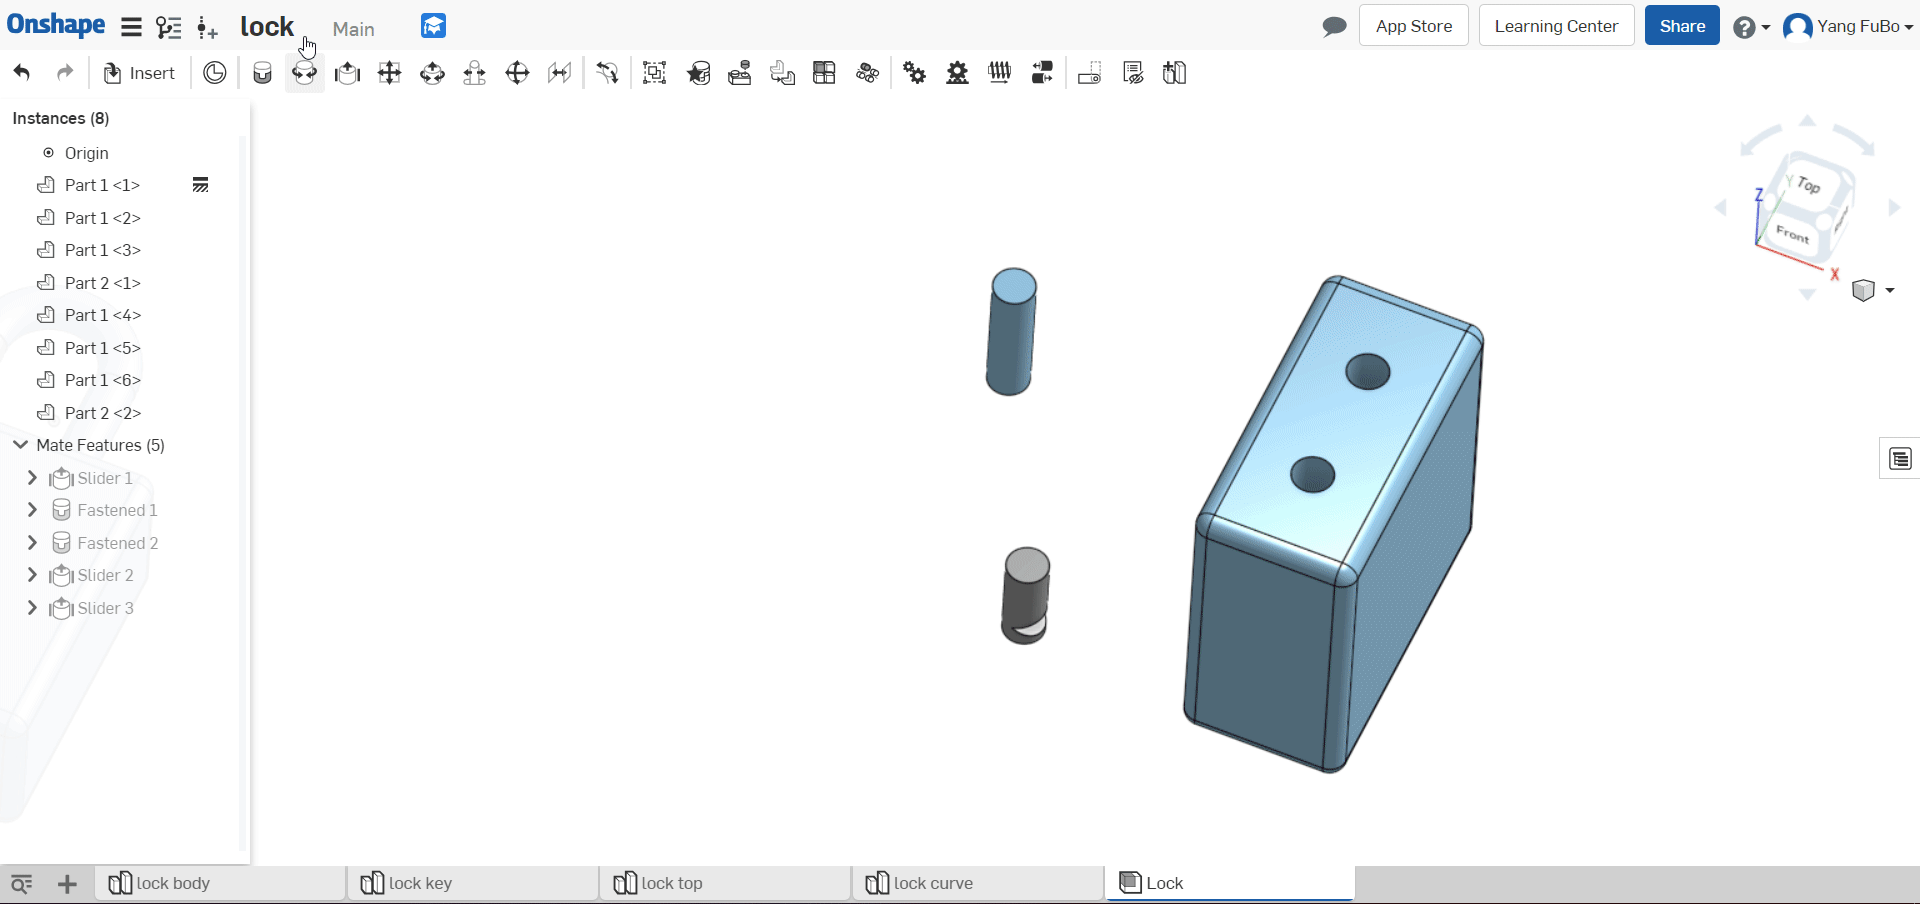 Onshape lock Main App Store Learning Center Share Yang FuBo
Insert
Instances (8)
Origin
Part 1 <1>
Part 1 <2>
Part 1 <3>
Part 2 <1>
Part 1 <4>
Part 1 <5>
Part 1 <6>
Part 2 <2>
Mate Features (5)
Slider 1
Fastened 1
Fastened 2
Slider 2
Slider 3
Z Y Top
Front
X
lock body lock key lock top lock curve Lock